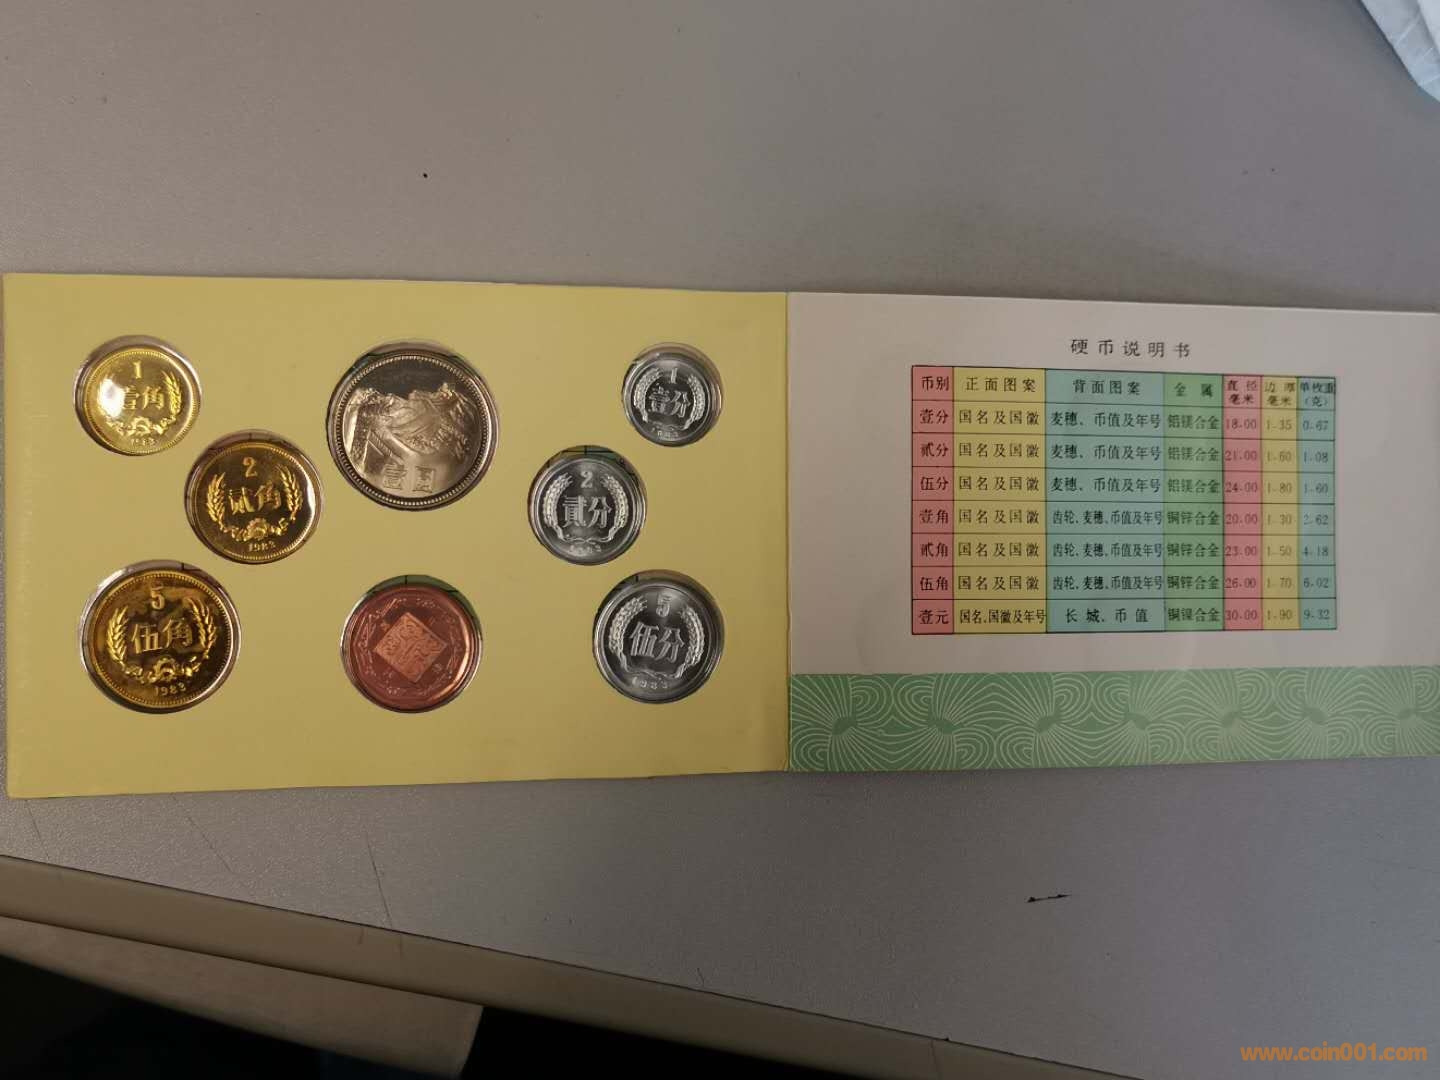 1
壹角
1983
2
贰角
1983
5
伍角
1983
壹圆
1
壹分
1983
2
貳分
1983
5
伍分
1983
硬币说明书
币别 正面图案 背面图案 金属 直径毫米 边厚毫米 单枚重(克)
壹分 国名及国徽 麦穗、币值及年号 铝镁合金 18.00 1.35 0.67
贰分 国名及国徽 麦穗、币值及年号 铝镁合金 21.00 1.60 1.08
伍分 国名及国徽 麦穗、币值及年号 铝镁合金 24.00 1.80 1.60
壹角 国名及国徽 齿轮、麦穗、币值及年号 铜锌合金 20.00 1.30 2.62
贰角 国名及国徽 齿轮、麦穗、币值及年号 铜锌合金 23.00 1.50 4.18
伍角 国名及国徽 齿轮、麦穗、币值及年号 铜锌合金 26.00 1.70 6.02
壹元 国名、国徽及年号 长城、币值 铜镍合金 30.00 1.90 9.32
www.coin001.com